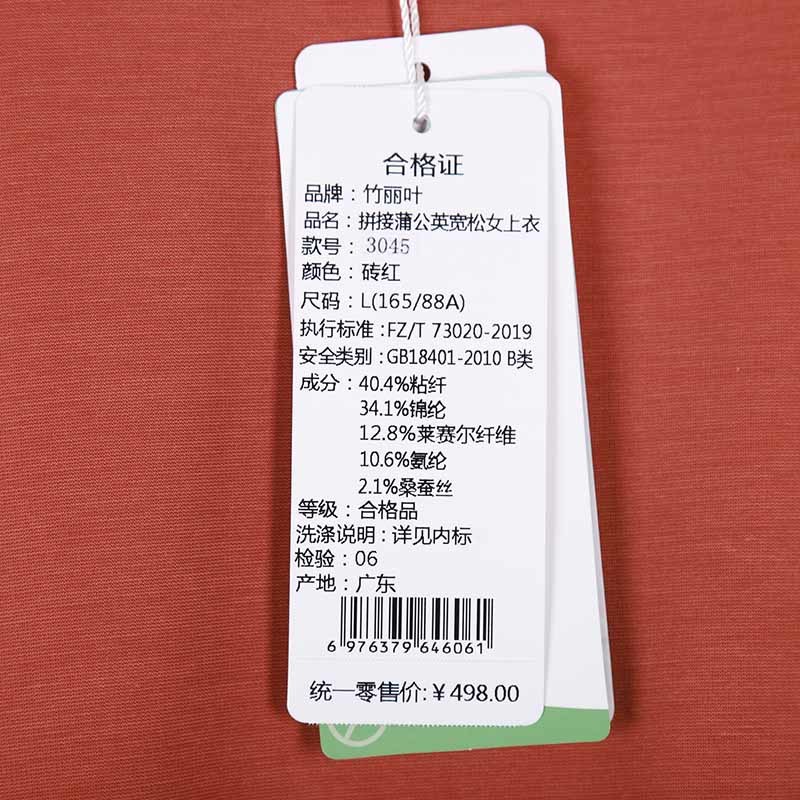 合格证
品牌：竹丽叶
品名：拼接蒲公英宽松女上衣
款号：3045
颜色：砖红
尺码：L(165/88A)
执行标准：FZ/T 73020-2019
安全类别：GB18401-2010 B类
成分：40.4%粘纤
34.1%锦纶
12.8%莱赛尔纤维
10.6%氨纶
2.1%桑蚕丝
等级：合格品
洗涤说明：详见内标
检验：06
产地：广东
6 976379 646061
统一零售价:￥498.00